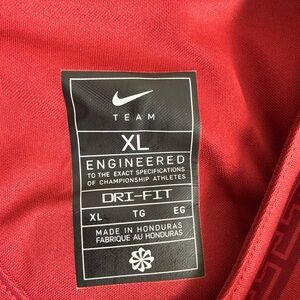 TEAM
XL
ENGINEERED
TO THE EXACT SPECIFICATIONS
OF CHAMPIONSHIP ATHLETES
DRI-FIT
XL TG EG
MADE IN HONDURAS
FABRIQUÉ AU HONDURAS